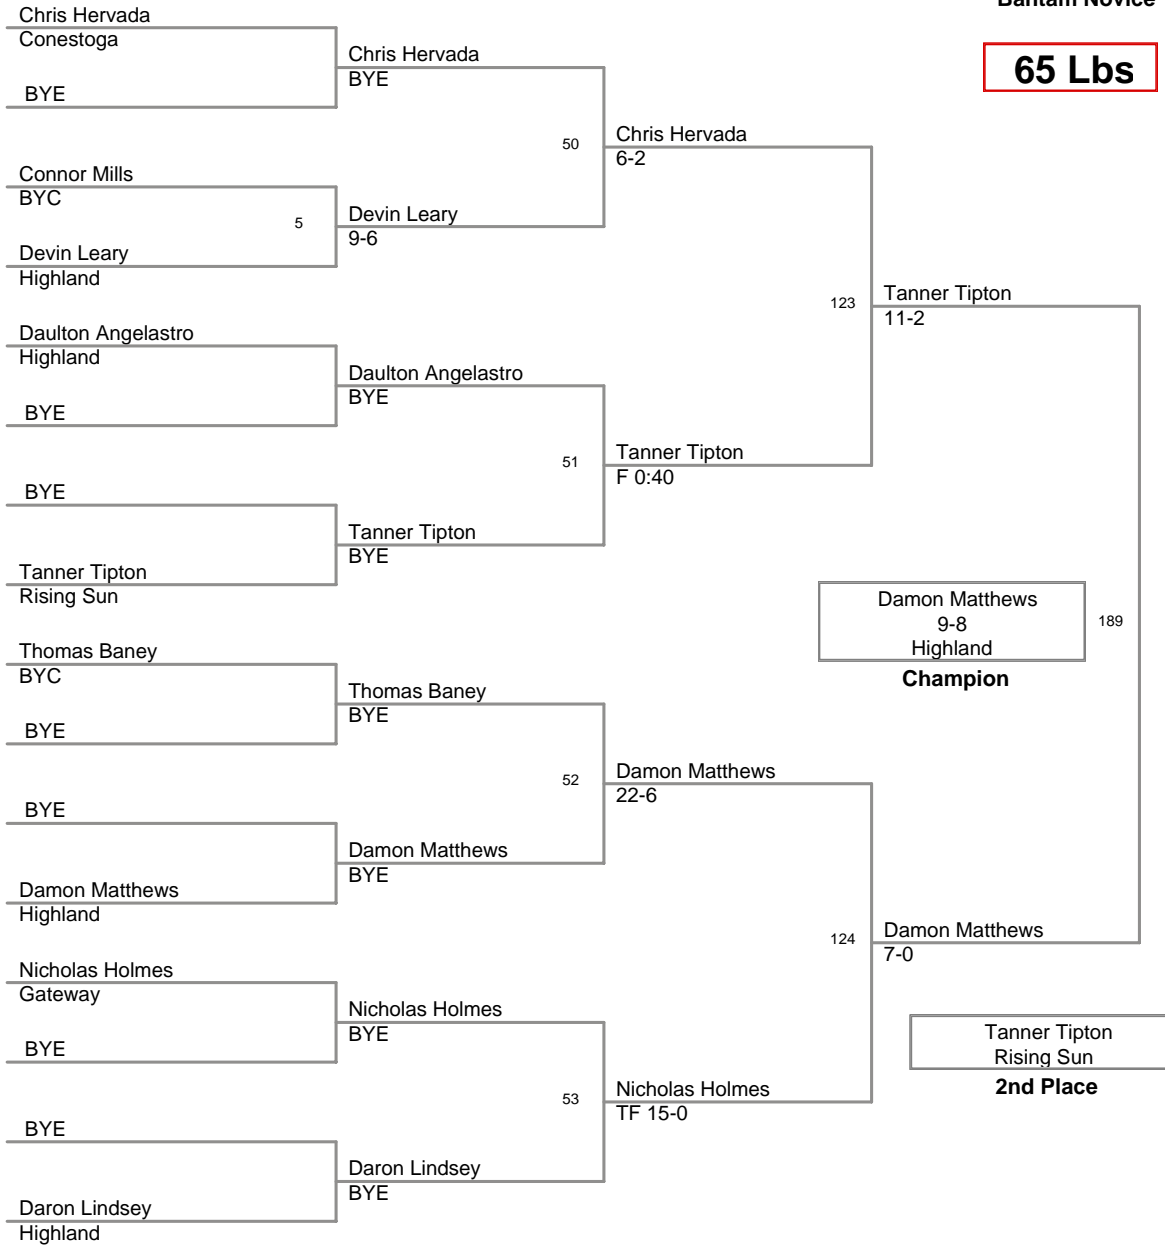 Bantam Novice
65 Lbs
Chris Hervada
Conestoga
BYE
Connor Mills
BYC
5
Devin Leary
Highland
Daulton Angelastro
Highland
BYE
BYE
Tanner Tipton
Rising Sun
Thomas Baney
BYC
BYE
BYE
Damon Matthews
Highland
Nicholas Holmes
Gateway
BYE
BYE
Daron Lindsey
Highland
Chris Hervada
BYE
50
Devin Leary
9-6
Daulton Angelastro
BYE
51
Tanner Tipton
BYE
Thomas Baney
BYE
52
Damon Matthews
BYE
Nicholas Holmes
BYE
53
Daron Lindsey
BYE
Chris Hervada
6-2
123
Tanner Tipton
F 0:40
Damon Matthews
22-6
124
Nicholas Holmes
TF 15-0
Tanner Tipton
11-2
189
Damon Matthews
7-0
Damon Matthews
9-8
Highland
Champion
Tanner Tipton
Rising Sun
2nd Place